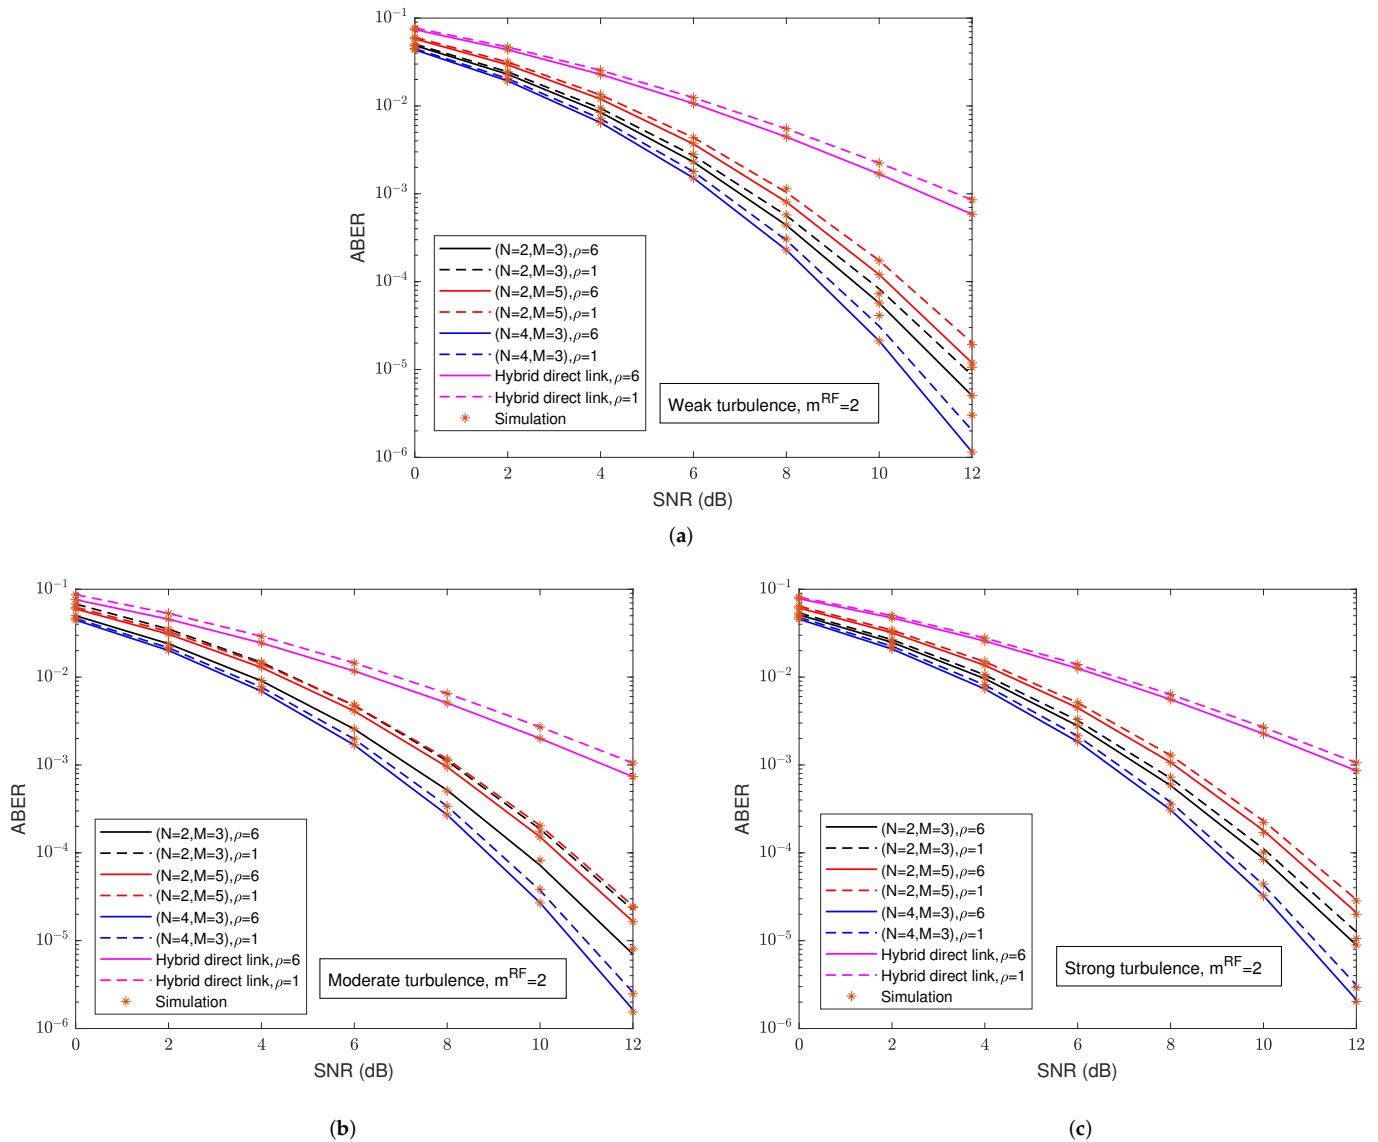 10^-1
10^-2
10^-3
10^-4
10^-5
10^-6
ABER
0 2 4 6 8 10 12
SNR (dB)
(N=2,M=3),ρ=6
(N=2,M=3),ρ=1
(N=2,M=5),ρ=6
(N=2,M=5),ρ=1
(N=4,M=3),ρ=6
(N=4,M=3),ρ=1
Hybrid direct link,ρ=6
Hybrid direct link,ρ=1
Simulation
Weak turbulence, m^RF=2
(a)
10^-1
10^-2
10^-3
10^-4
10^-5
10^-6
ABER
0 2 4 6 8 10 12
SNR (dB)
(N=2,M=3),ρ=6
(N=2,M=3),ρ=1
(N=2,M=5),ρ=6
(N=2,M=5),ρ=1
(N=4,M=3),ρ=6
(N=4,M=3),ρ=1
Hybrid direct link,ρ=6
Hybrid direct link,ρ=1
Simulation
Moderate turbulence, m^RF=2
(b)
10^-1
10^-2
10^-3
10^-4
10^-5
10^-6
ABER
0 2 4 6 8 10 12
SNR (dB)
(N=2,M=3),ρ=6
(N=2,M=3),ρ=1
(N=2,M=5),ρ=6
(N=2,M=5),ρ=1
(N=4,M=3),ρ=6
(N=4,M=3),ρ=1
Hybrid direct link,ρ=6
Hybrid direct link,ρ=1
Simulation
Strong turbulence, m^RF=2
(c)